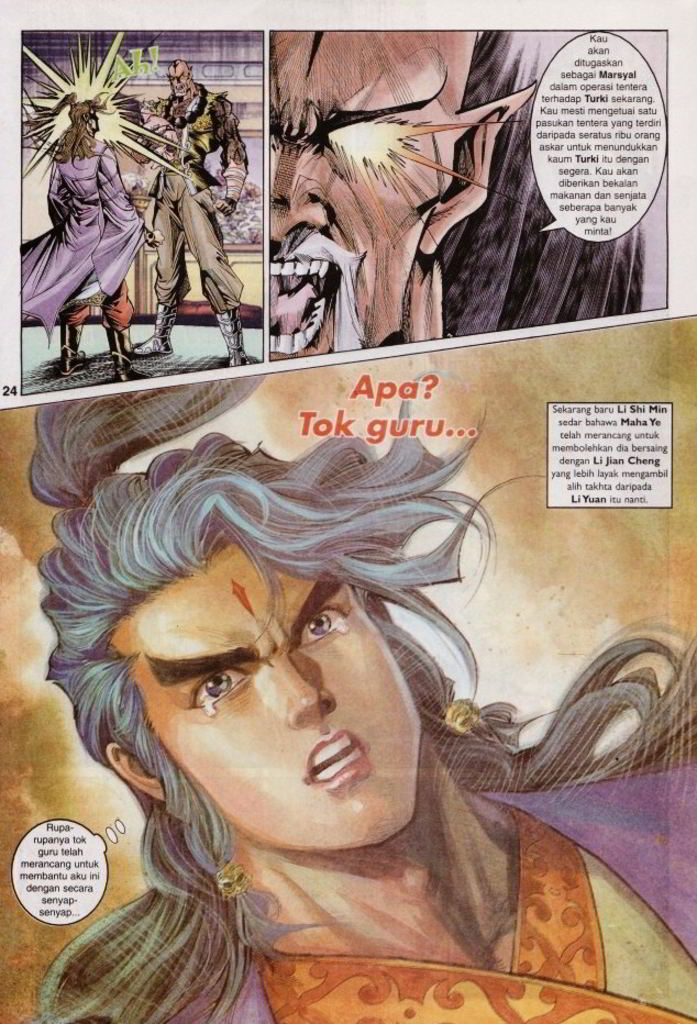 Ah!
Kau
akan
ditugaskan
sebagai Marsyal
dalam operasi tentera
terhadap Turki sekarang.
Kau mesti mengetuai satu
pasukan tentera yang terdiri
daripada seratus ribu orang
askar untuk menundukkan
kaum Turki itu dengan
segera. Kau akan
diberikan bekalan
makanan dan senjata
seberapa banyak
yang kau
minta!
24
Apa?
Tok guru...
Sekarang baru Li Shi Min
sedar bahawa Maha Ye
telah merancang untuk
membolehkan dia bersaing
dengan Li Jian Cheng
yang lebih layak mengambil
alih takhta daripada
Li Yuan itu nanti.
Rupa-
rupanya tok
guru telah
merancang untuk
membantu aku ini
dengan secara
senyap-
senyap...